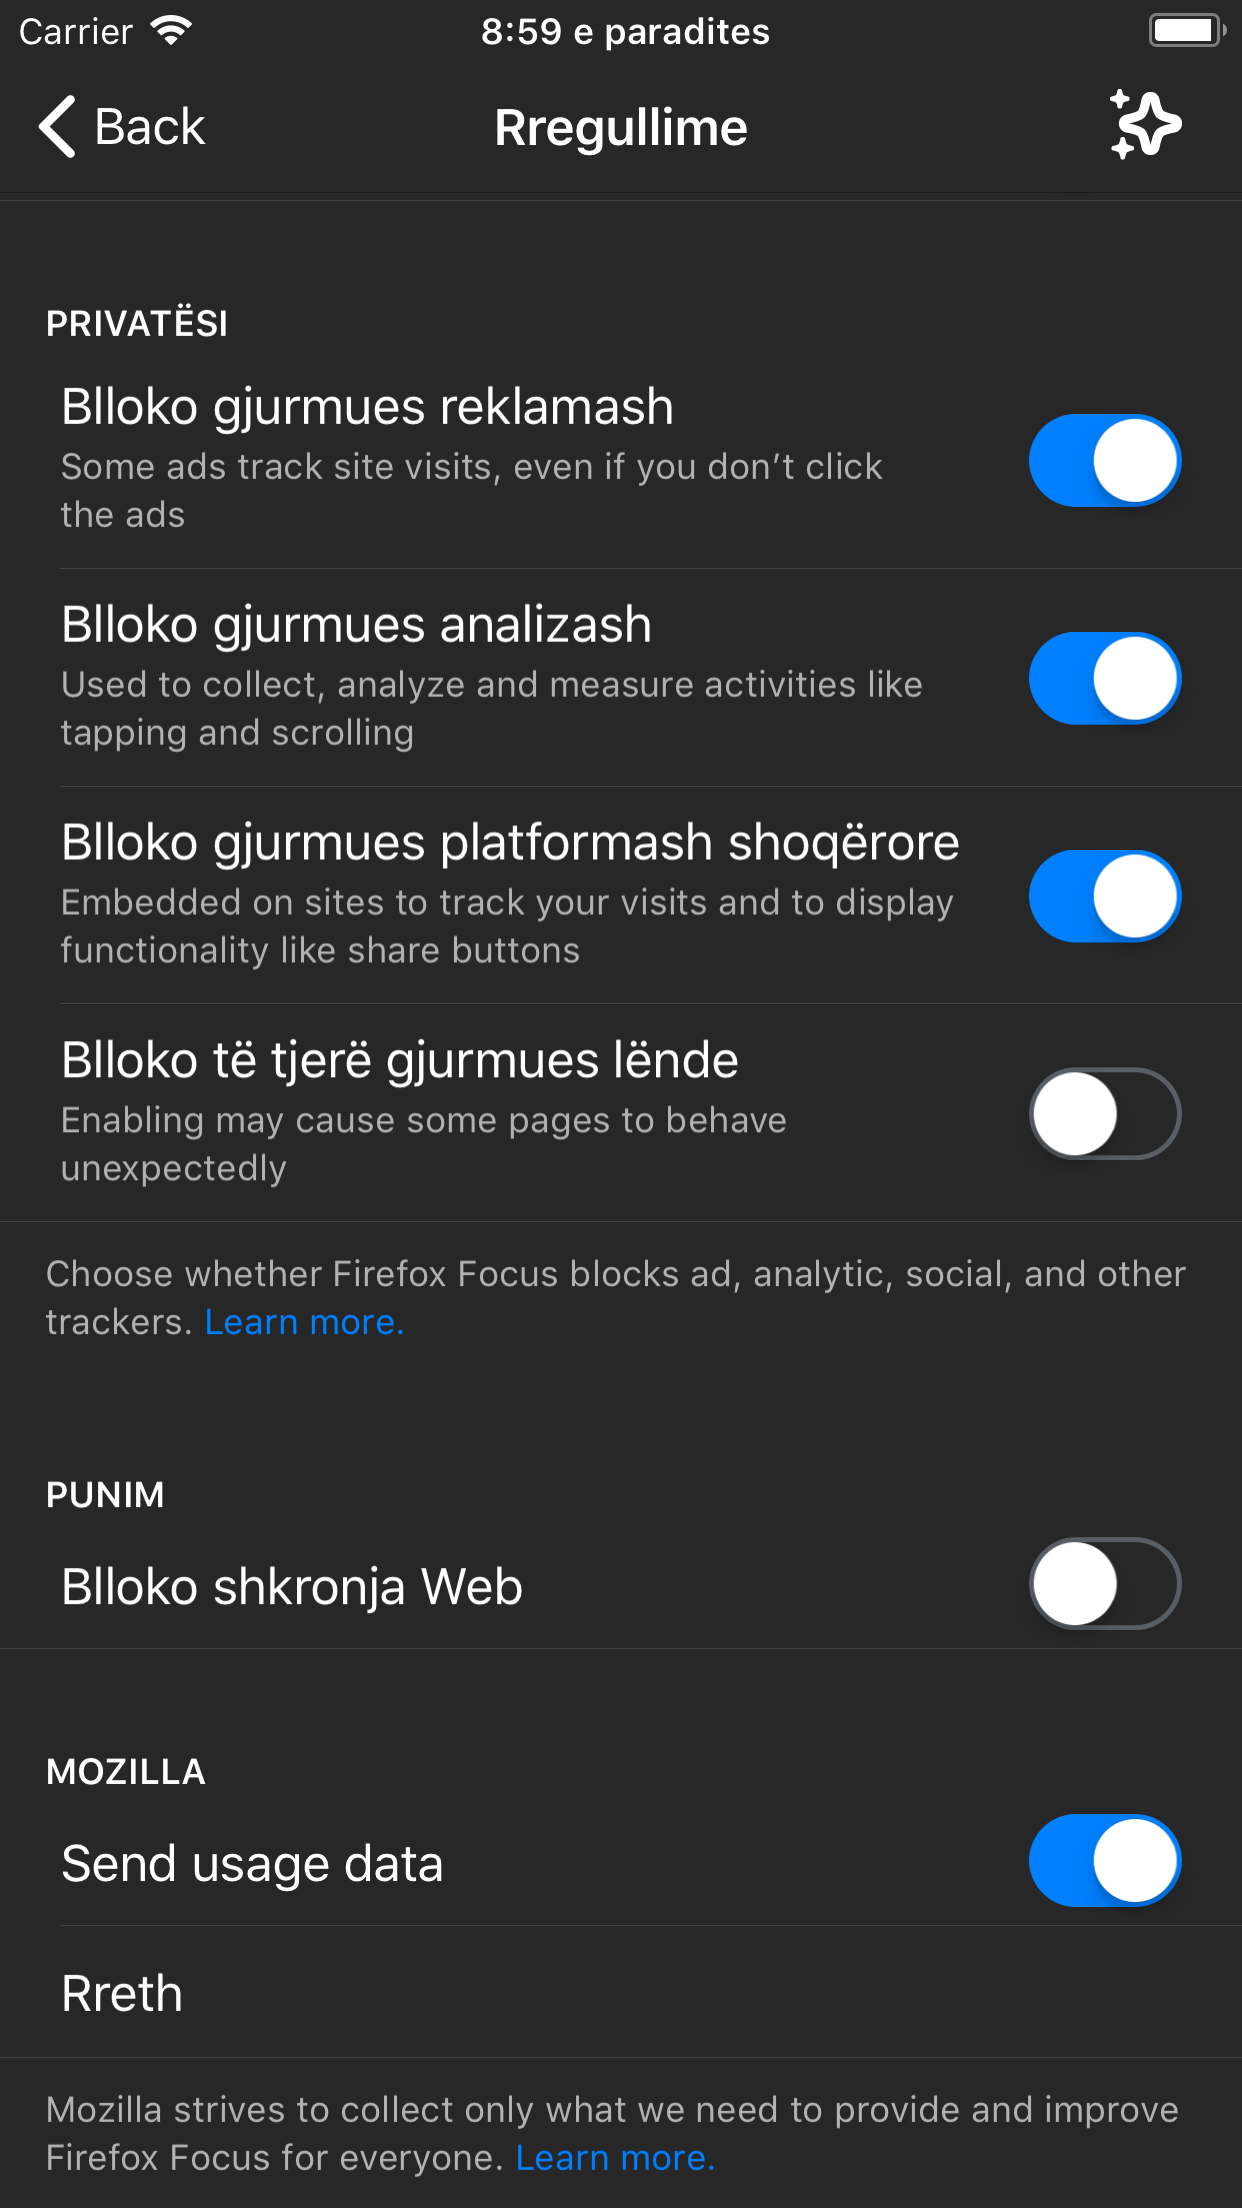 Carrier
8:59 e paradites
Back
Rregullime
PRIVATËSI
Blloko gjurmues reklamash
Some ads track site visits, even if you don’t click
the ads
Blloko gjurmues analizash
Used to collect, analyze and measure activities like
tapping and scrolling
Blloko gjurmues platformash shoqërore
Embedded on sites to track your visits and to display
functionality like share buttons
Blloko të tjerë gjurmues lënde
Enabling may cause some pages to behave
unexpectedly
Choose whether Firefox Focus blocks ad, analytic, social, and other
trackers. Learn more.
PUNIM
Blloko shkronja Web
MOZILLA
Send usage data
Rreth
Mozilla strives to collect only what we need to provide and improve
Firefox Focus for everyone. Learn more.